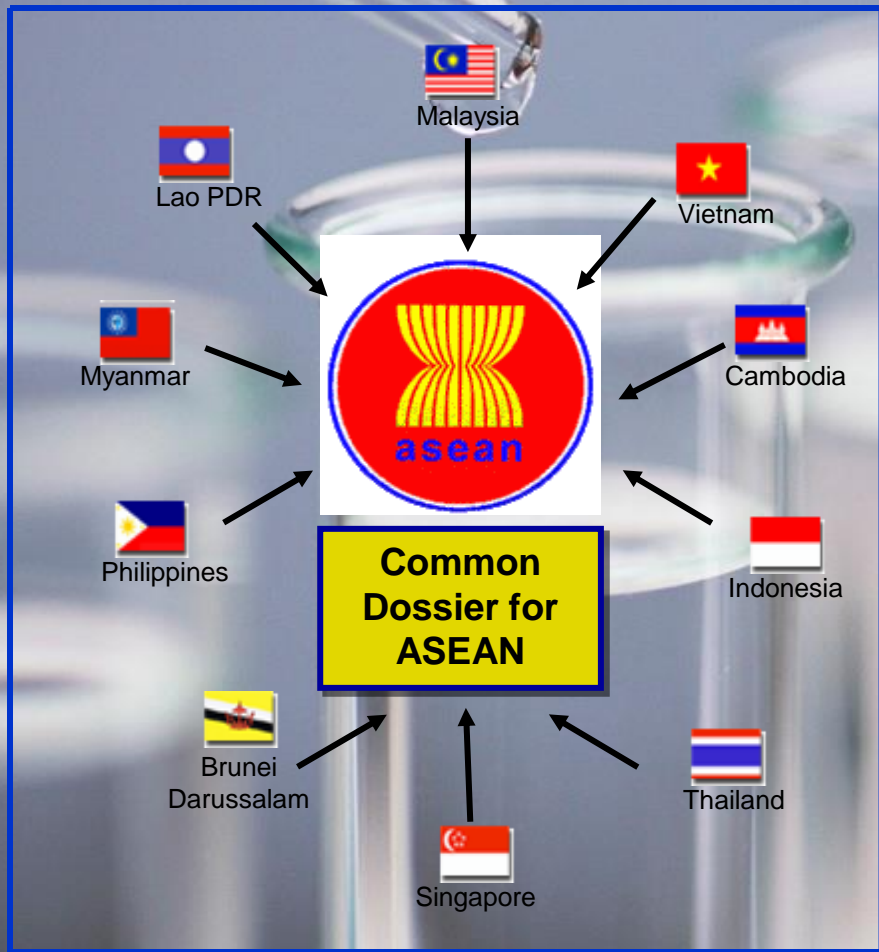 Malaysia
Lao PDR
Vietnam
Myanmar
Cambodia
asean
Philippines
Indonesia
Common
Dossier for
ASEAN
Brunei
Darussalam
Thailand
Singapore